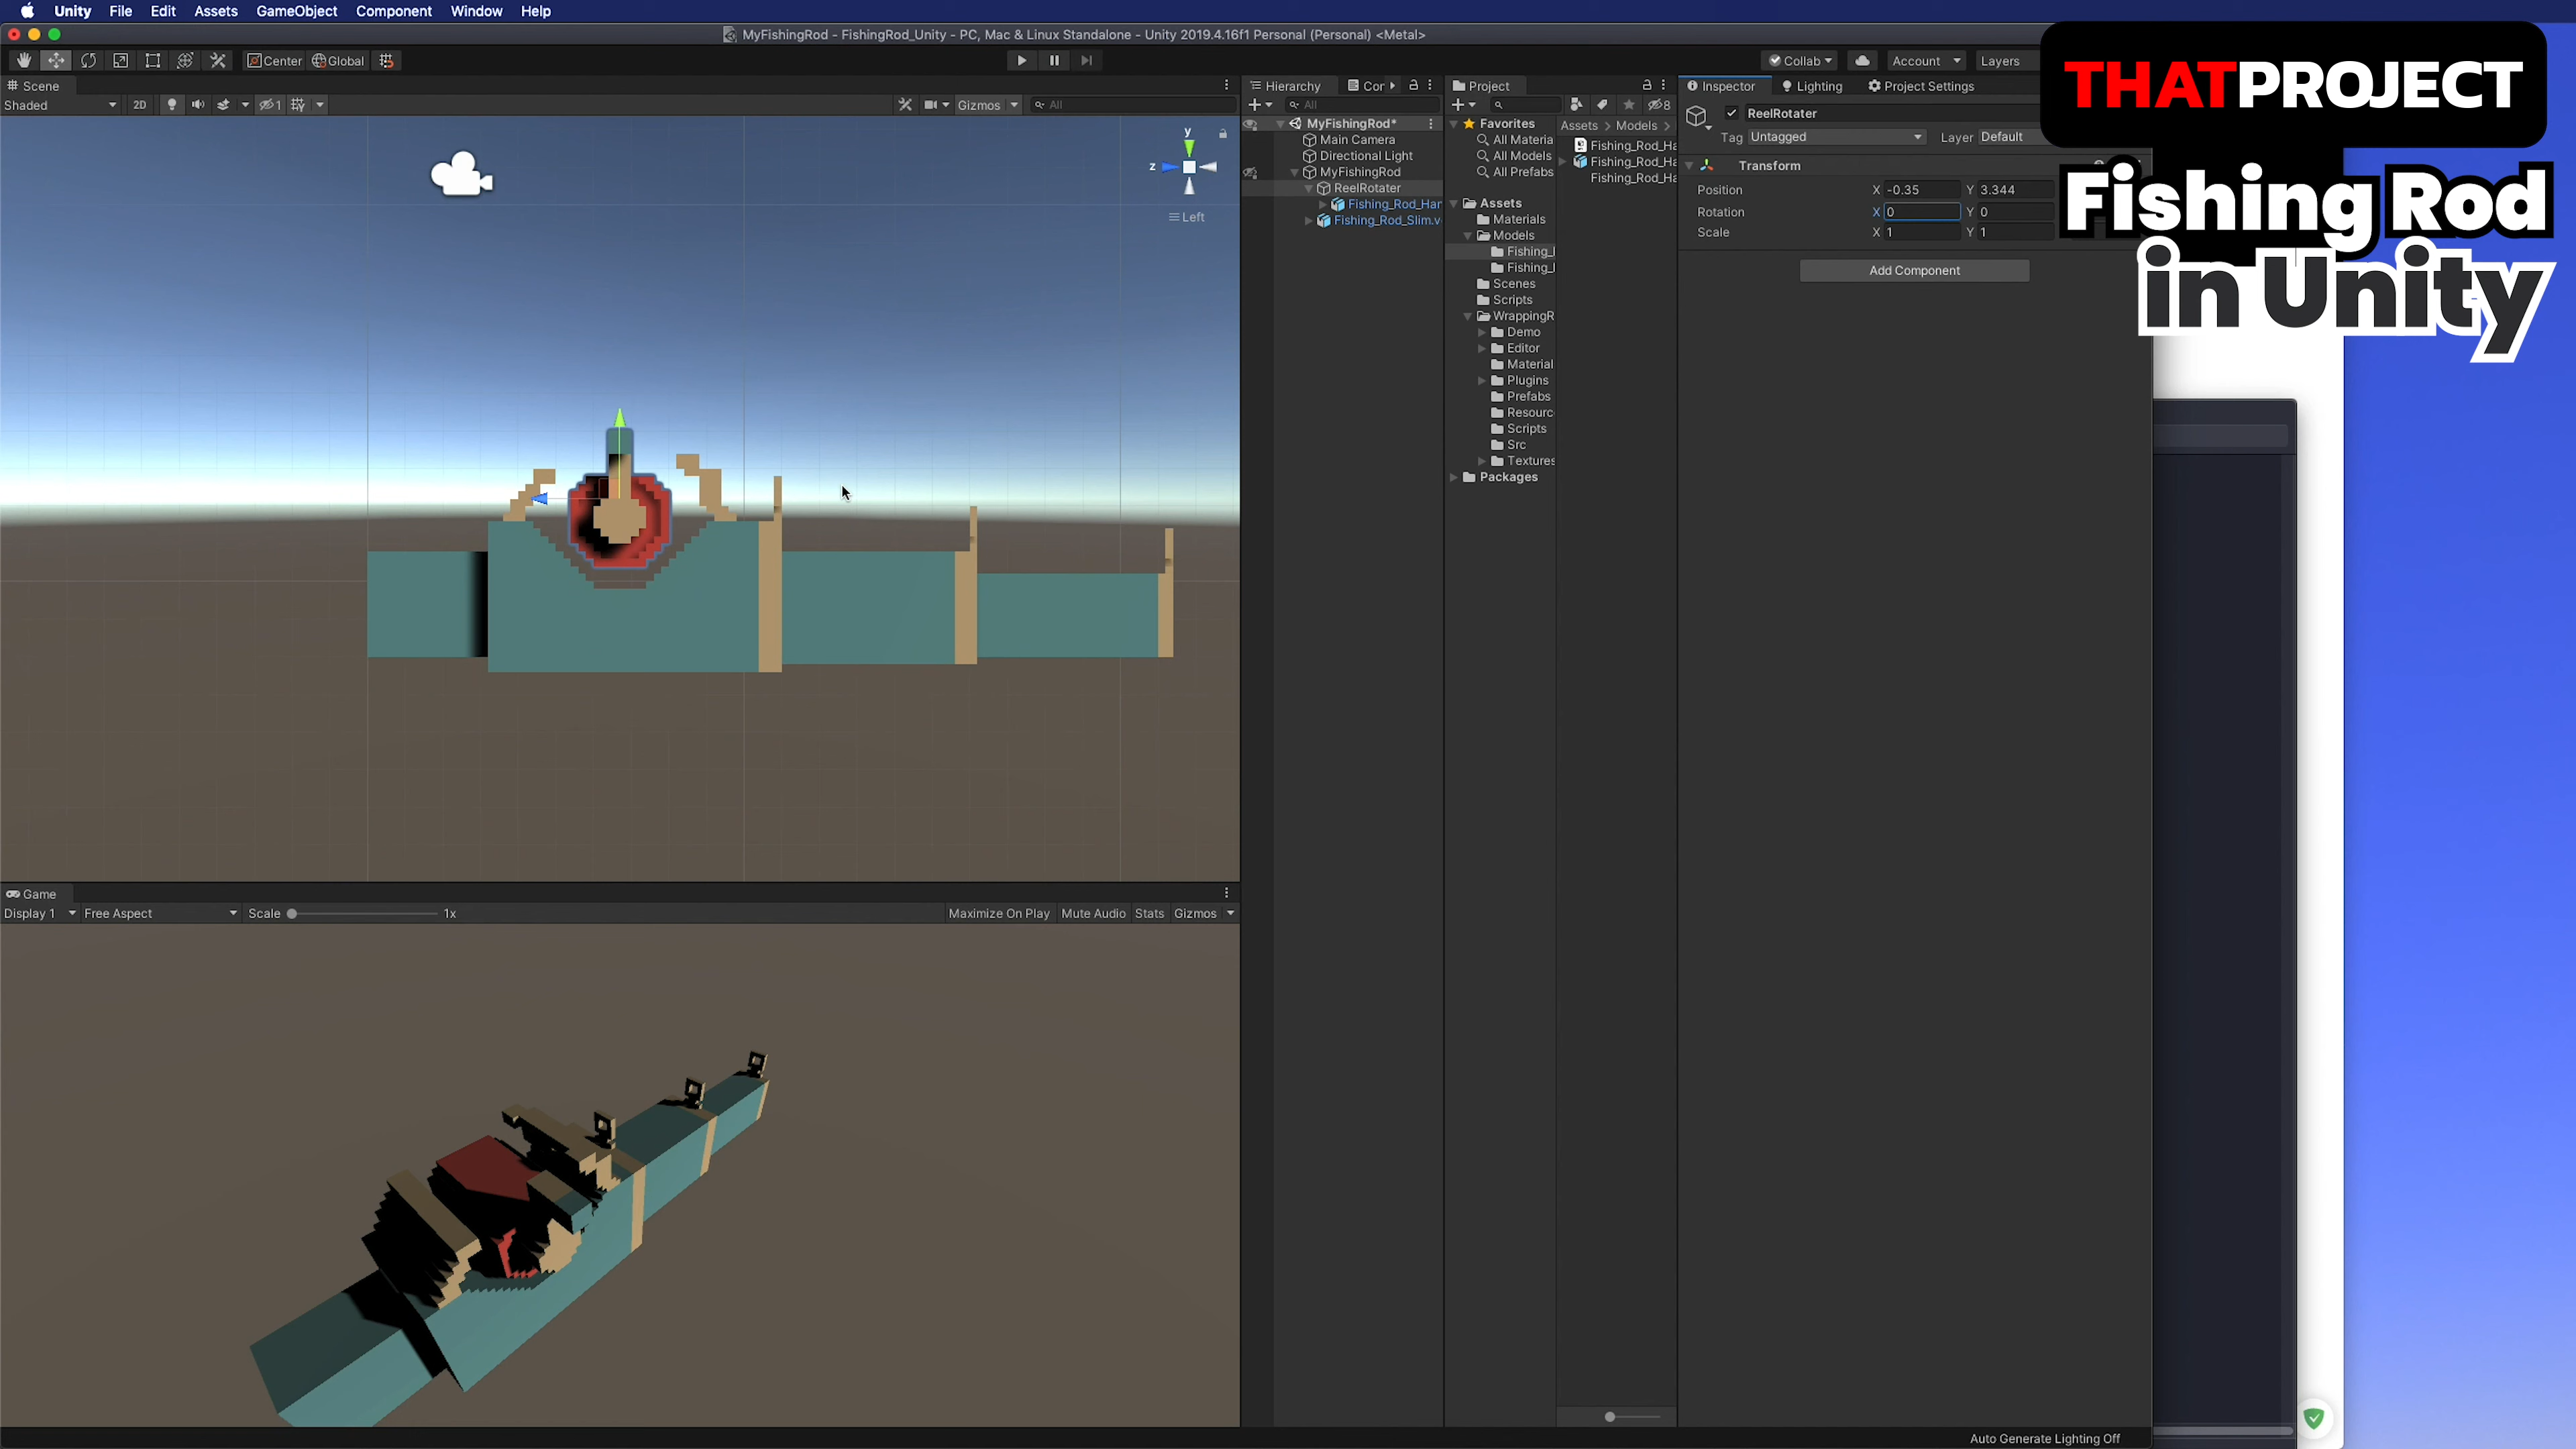 Unity File Edit Assets GameObject Component Window Help
MyFishingRod - FishingRod_Unity - PC, Mac & Linux Standalone - Unity 2019.4.16f1 Personal (Personal) <Metal>
Center Global Collab Account Layers
THATPROJECT
Fishing Rod
in Unity
Scene
Shaded 2D 1 Gizmos All
y
z
Left
Hierarchy Cor
All
MyFishingRod*
Main Camera
Directional Light
MyFishingRod
ReelRotater
Fishing_Rod_Har
Fishing_Rod_Slim.v
Project
8
Favorites
All Materia
All Models
All Prefabs
Assets
Materials
Models
Fishing_
Fishing_
Scenes
Scripts
WrappingR
Demo
Editor
Material
Plugins
Prefabs
Resourc
Scripts
Src
Textures
Packages
Assets > Models >
Fishing_Rod_Ha
Fishing_Rod_Ha
Fishing_Rod_Ha
Inspector Lighting Project Settings
ReelRotater
Tag Untagged Layer Default
Transform
Position X -0.35 Y 3.344
Rotation X 0 Y 0
Scale X 1 Y 1
Add Component
Game
Display 1 Free Aspect Scale 1x Maximize On Play Mute Audio Stats Gizmos
Auto Generate Lighting Off